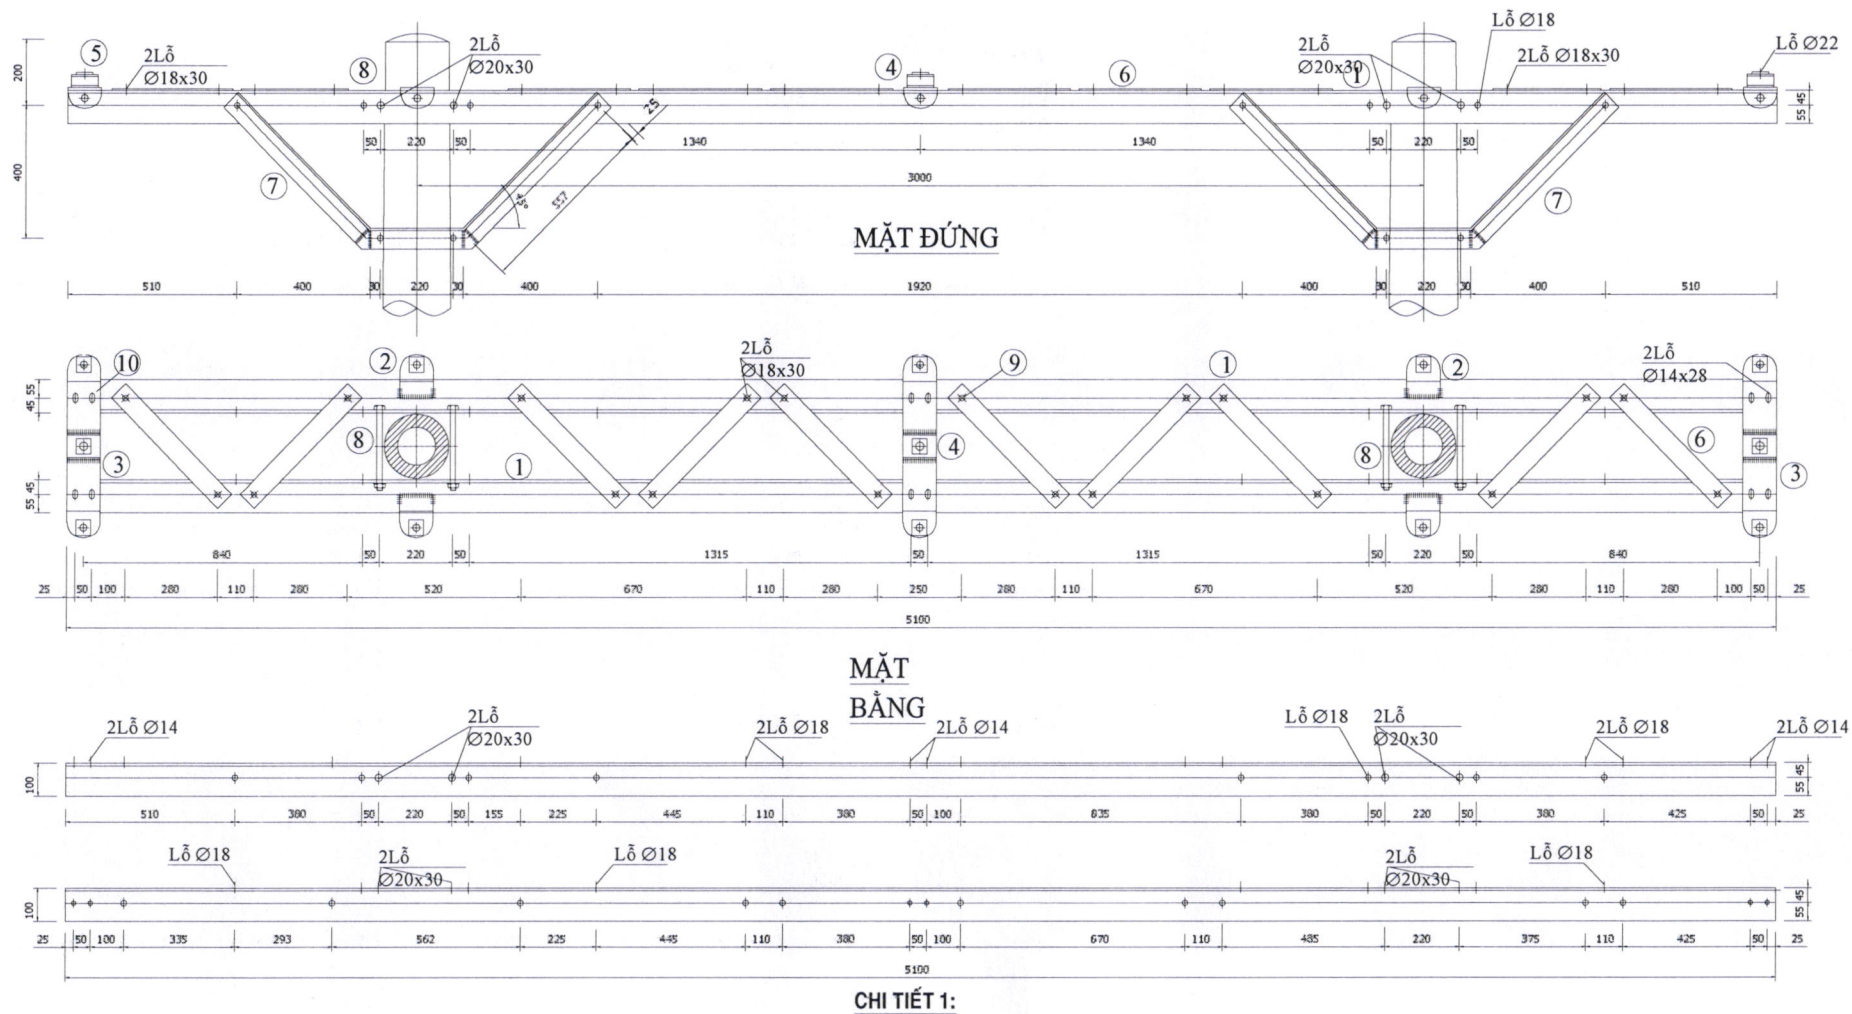 5 2Lỗ 8 2Lỗ 4 6 2Lỗ 1 Lỗ Ø18 Lỗ Ø22
Ø18x30 Ø20x30 Ø20x30 2Lỗ Ø18x30
200 45 55
25
50 220 50 1340 1340 50 220 50
400 7 3000 7
45° 557
MẶT ĐỨNG
510 400 30 220 30 400 1920 400 30 220 30 400 510
10 2 2Lỗ 9 1 2 2Lỗ
Ø18x30 Ø14x28
55 45
8 4 8 6
3 1 3
45 55
840 50 220 50 1315 50 1315 50 220 50 840
25 50 100 280 110 280 520 670 110 280 250 280 110 670 520 280 110 280 100 50 25
5100
MẶT
BẰNG
2Lỗ Ø14 2Lỗ 2Lỗ Ø18 2Lỗ Ø14 Lỗ Ø18 2Lỗ 2Lỗ Ø18 2Lỗ Ø14
Ø20x30 Ø20x30
100 45 55
510 380 50 220 50 155 225 445 110 380 50 100 835 380 50 220 50 380 425 50 25
Lỗ Ø18 2Lỗ Lỗ Ø18 2Lỗ Lỗ Ø18
Ø20x30 Ø20x30
100 45 55
25 50 100 335 293 562 225 445 110 380 50 100 670 110 485 220 375 110 425 50 25
5100
CHI TIẾT 1: